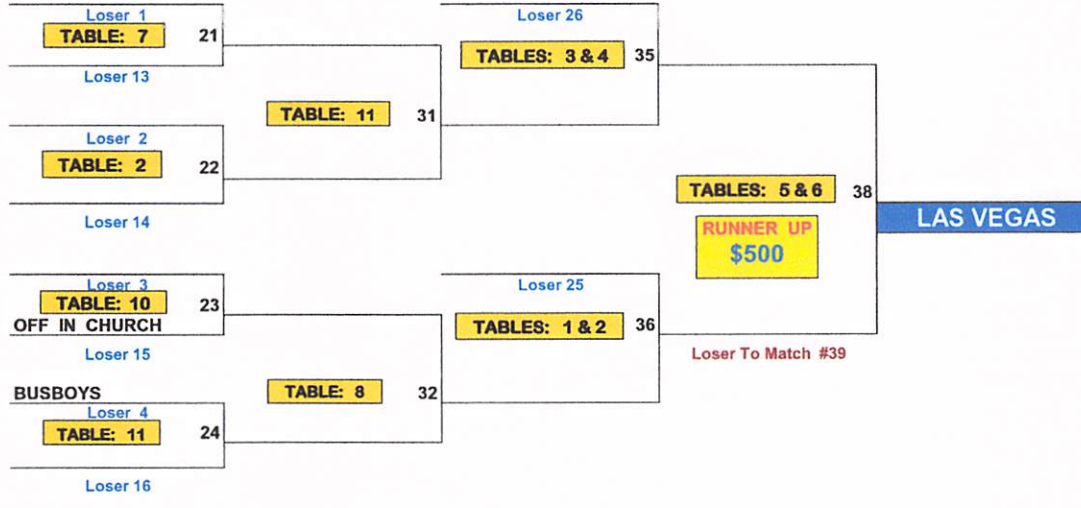 Loser 1
TABLE: 7 21
Loser 13
Loser 2
TABLE: 2 22
Loser 14
TABLE: 11 31
Loser 26
TABLES: 3 & 4 35
Loser 3
TABLE: 10 23
OFF IN CHURCH
Loser 15
BUSBOYS
Loser 4
TABLE: 11 24
Loser 16
TABLE: 8 32
Loser 25
TABLES: 1 & 2 36
TABLES: 5 & 6 38
RUNNER UP
$500
Loser To Match #39
LAS VEGAS